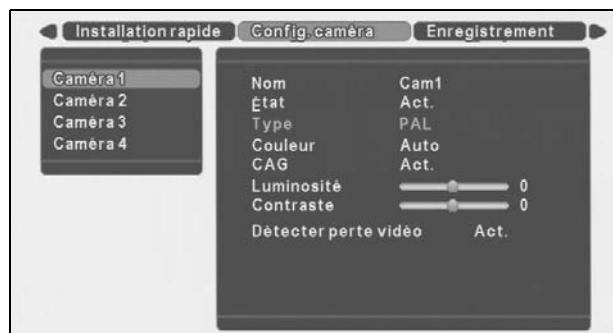 Installation rapide Config. caméra Enregistrement
Caméra 1
Caméra 2
Caméra 3
Caméra 4
Nom Cam1
État Act.
Type PAL
Couleur Auto
CAG Act.
Luminosité 0
Contraste 0
Détecter perte vidéo Act.